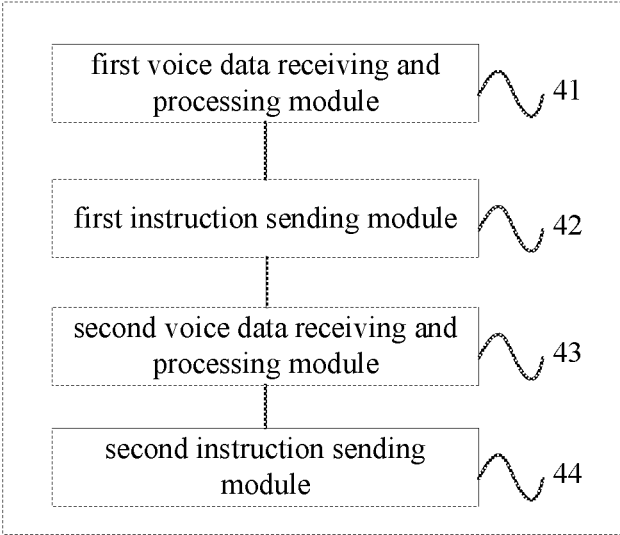 first voice data receiving and
processing module
41
first instruction sending module
42
second voice data receiving and
processing module
43
second instruction sending
module
44